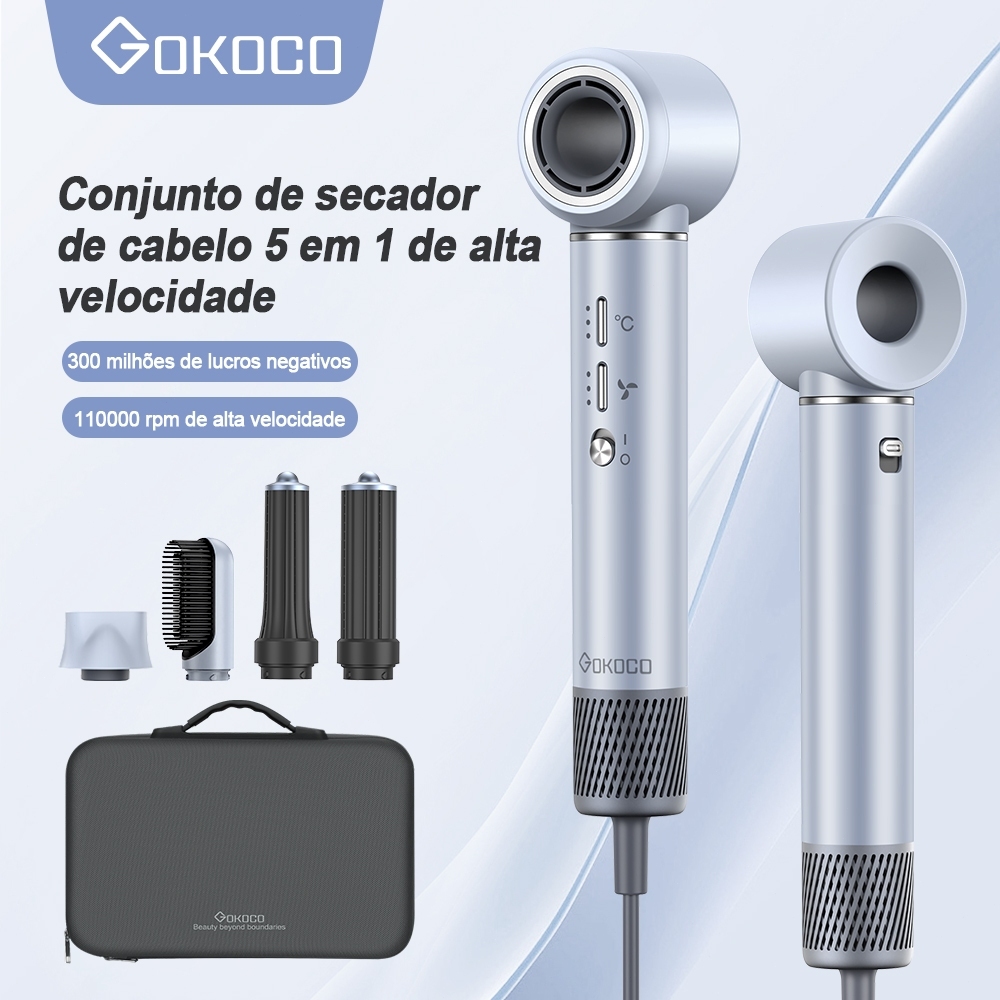 GOKOCO
Conjunto de secador
de cabelo 5 em 1 de alta
velocidade
300 milhões de lucros negativos
110000 rpm de alta velocidade
°C
I
O
GOKOCO
GOKOCO
Beauty beyond boundaries